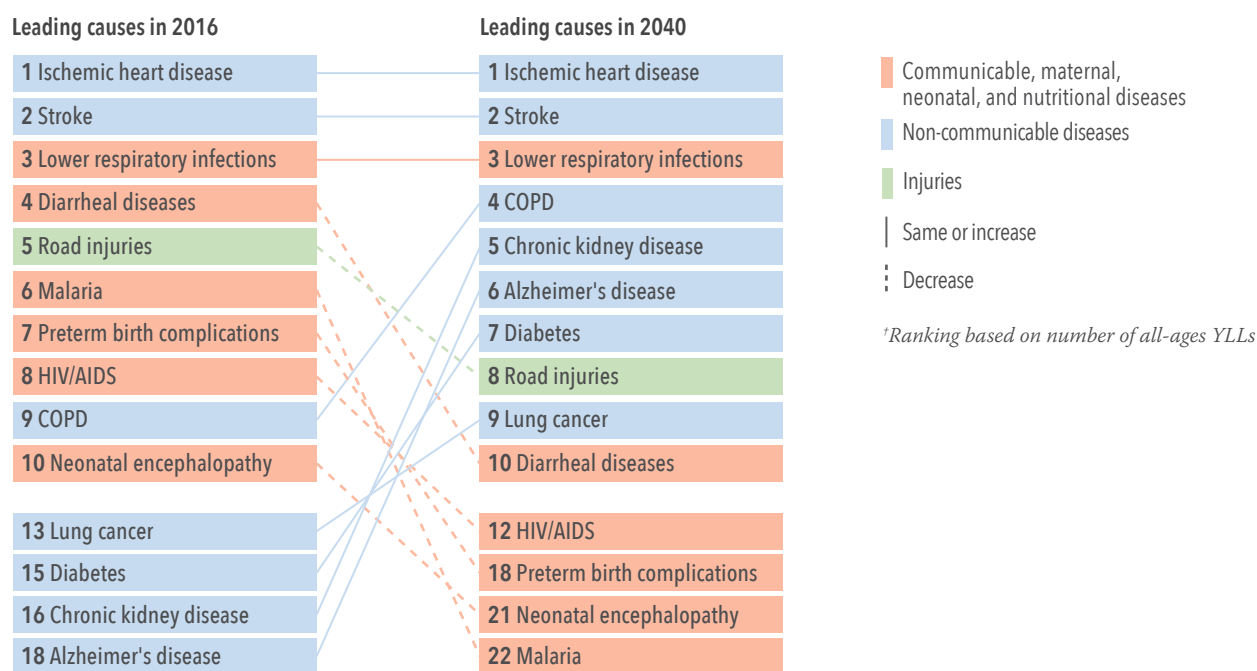 Leading causes in 2016
1 Ischemic heart disease
2 Stroke
3 Lower respiratory infections
4 Diarrheal diseases
5 Road injuries
6 Malaria
7 Preterm birth complications
8 HIV/AIDS
9 COPD
10 Neonatal encephalopathy
13 Lung cancer
15 Diabetes
16 Chronic kidney disease
18 Alzheimer's disease
Leading causes in 2040
1 Ischemic heart disease
2 Stroke
3 Lower respiratory infections
4 COPD
5 Chronic kidney disease
6 Alzheimer's disease
7 Diabetes
8 Road injuries
9 Lung cancer
10 Diarrheal diseases
12 HIV/AIDS
18 Preterm birth complications
21 Neonatal encephalopathy
22 Malaria
Communicable, maternal,
neonatal, and nutritional diseases
Non-communicable diseases
Injuries
Same or increase
Decrease
†Ranking based on number of all-ages YLLs